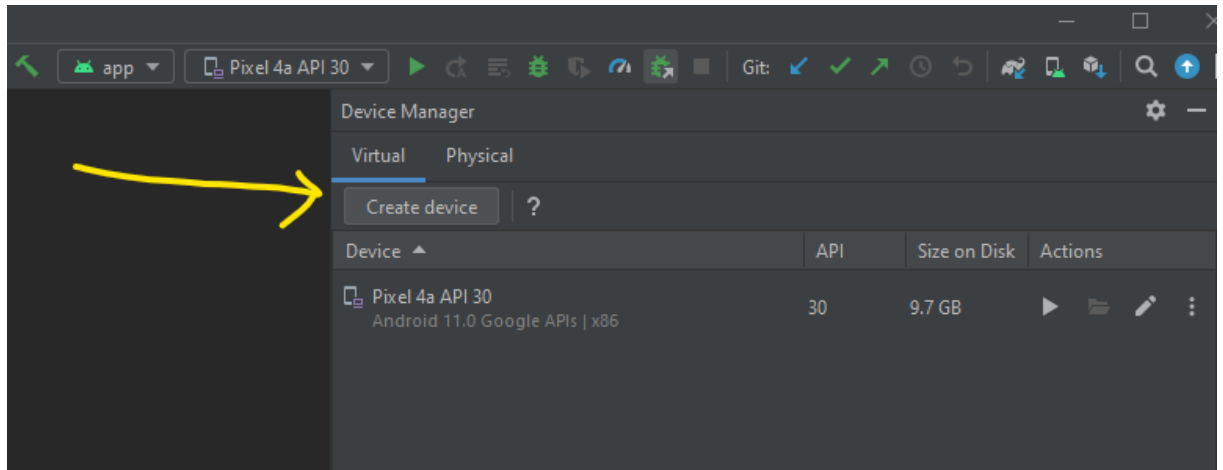 app
Pixel 4a API 30
Git:
Device Manager
Virtual Physical
Create device ?
Device API Size on Disk Actions
Pixel 4a API 30 30 9.7 GB
Android 11.0 Google APIs | x86